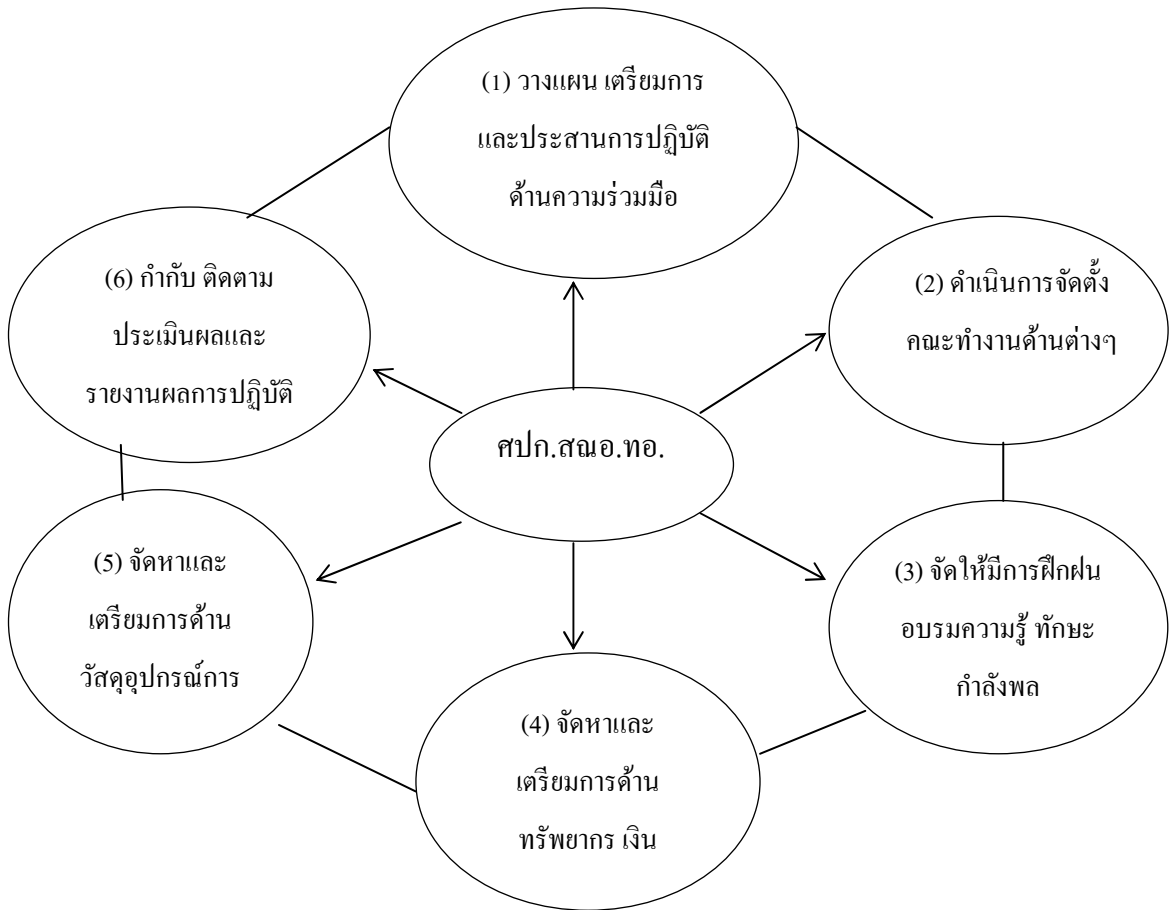 (1) วางแผน เตรียมการ
และประสานการปฏิบัติ
ด้านความร่วมมือ
(2) ดำเนินการจัดตั้ง
คณะทำงานด้านต่างๆ
(3) จัดให้มีการฝึกฝน
อบรมความรู้ ทักษะ
กำลังพล
(4) จัดหาและ
เตรียมการด้าน
ทรัพยากร เงิน
(5) จัดหาและ
เตรียมการด้าน
วัสดุอุปกรณ์การ
(6) กำกับ ติดตาม
ประเมินผลและ
รายงานผลการปฏิบัติ
ศปก.สณอ.ทอ.